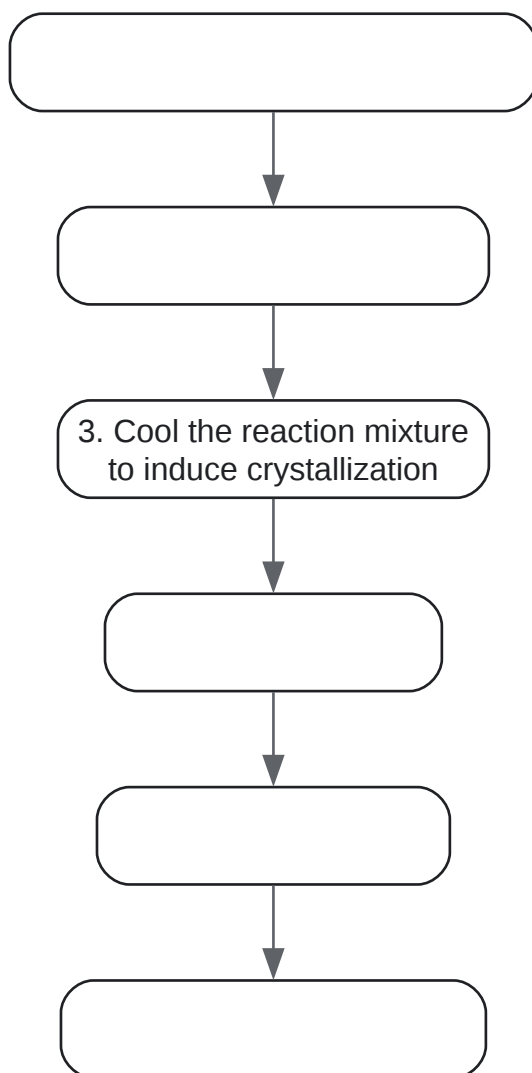 3. Cool the reaction mixture
to induce crystallization